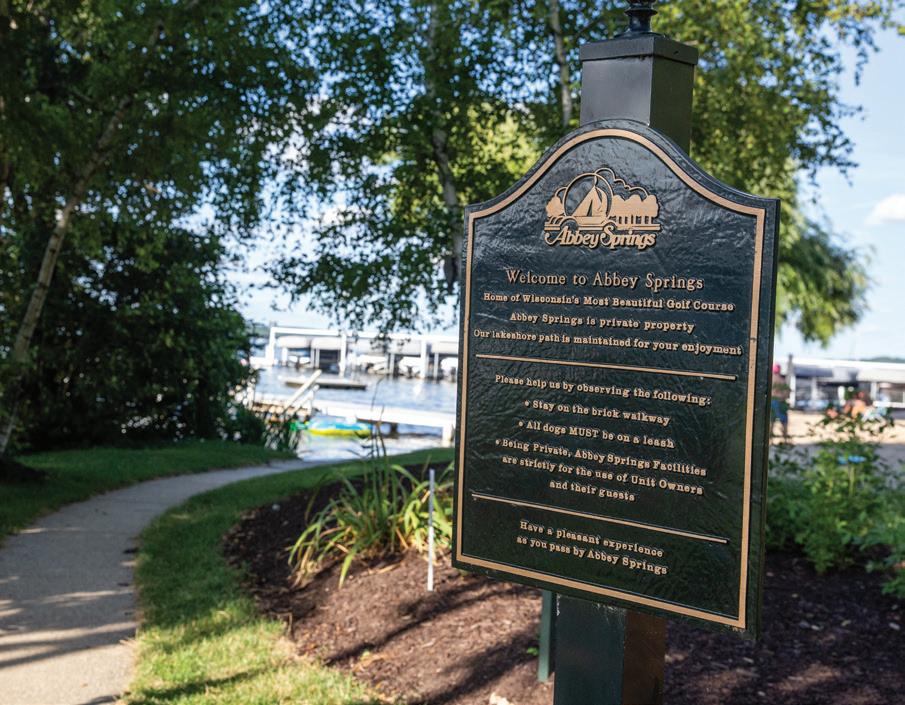 Abbey Springs
Welcome to Abbey Springs
Home of Wisconsin's Most Beautiful Golf Course
Abbey Springs is private property
Our lakeshore path is maintained for your enjoyment
Please help us by observing the following:
• Stay on the brick walkway
• All dogs MUST be on a leash
• Being Private, Abbey Springs Facilities
are strictly for the use of Unit Owners
and their guests
Have a pleasant experience
as you pass by Abbey Springs